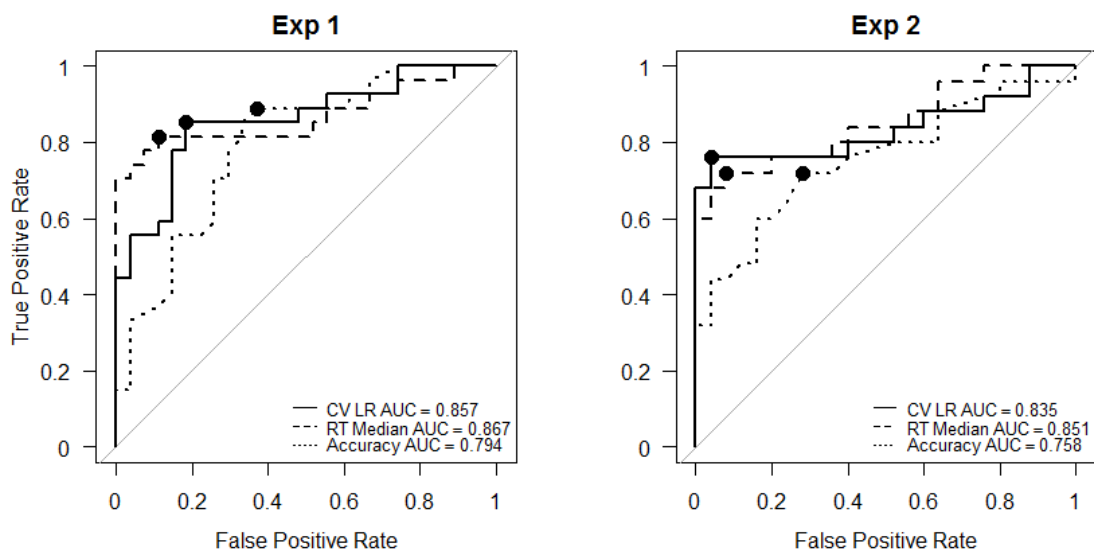 Exp 1
True Positive Rate
1
0.8
0.6
0.4
0.2
0
CV LR AUC = 0.857
RT Median AUC = 0.867
Accuracy AUC = 0.794
0 0.2 0.4 0.6 0.8 1
False Positive Rate
Exp 2
1
0.8
0.6
0.4
0.2
0
CV LR AUC = 0.835
RT Median AUC = 0.851
Accuracy AUC = 0.758
0 0.2 0.4 0.6 0.8 1
False Positive Rate